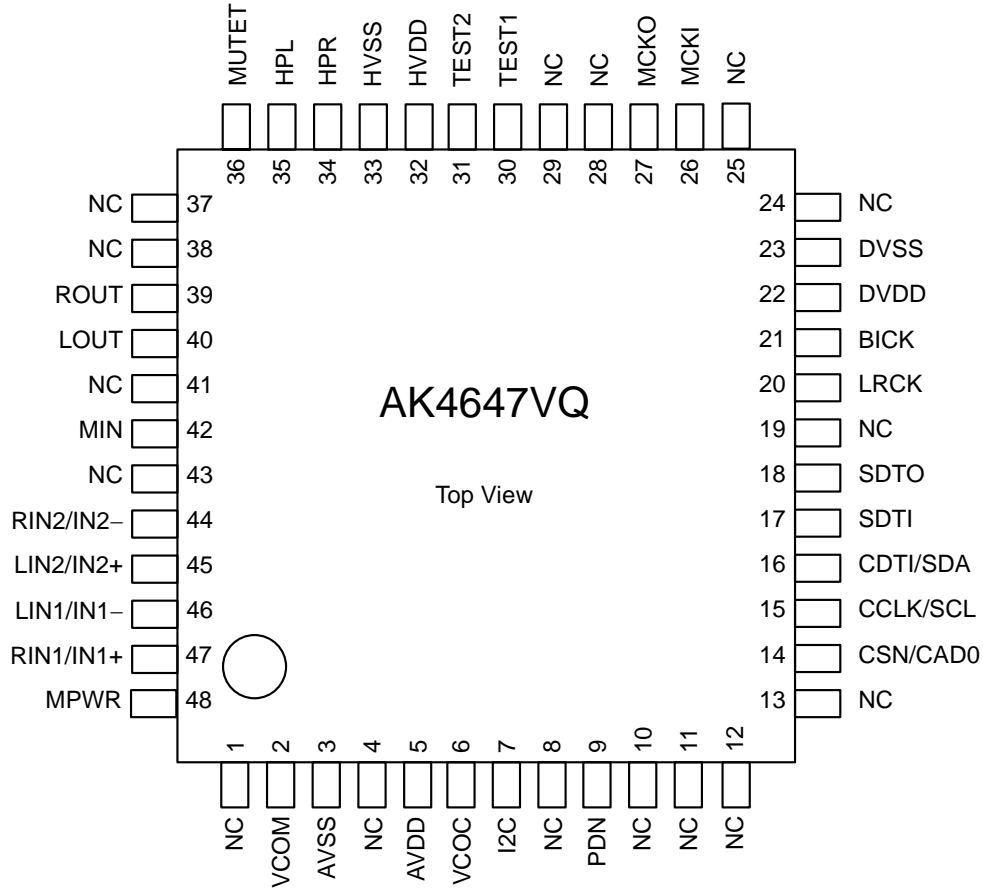 MUTET
HPL
HPR
HVSS
HVDD
TEST2
TEST1
NC
NC
MCKO
MCKI
NC
36
35
34
33
32
31
30
29
28
27
26
25
NC 37
NC 38
ROUT 39
LOUT 40
NC 41
MIN 42
NC 43
RIN2/IN2− 44
LIN2/IN2+ 45
LIN1/IN1− 46
RIN1/IN1+ 47
MPWR 48
AK4647VQ
Top View
24 NC
23 DVSS
22 DVDD
21 BICK
20 LRCK
19 NC
18 SDTO
17 SDTI
16 CDTI/SDA
15 CCLK/SCL
14 CSN/CAD0
13 NC
1
2
3
4
5
6
7
8
9
10
11
12
NC
VCOM
AVSS
NC
AVDD
VCOC
I2C
NC
PDN
NC
NC
NC